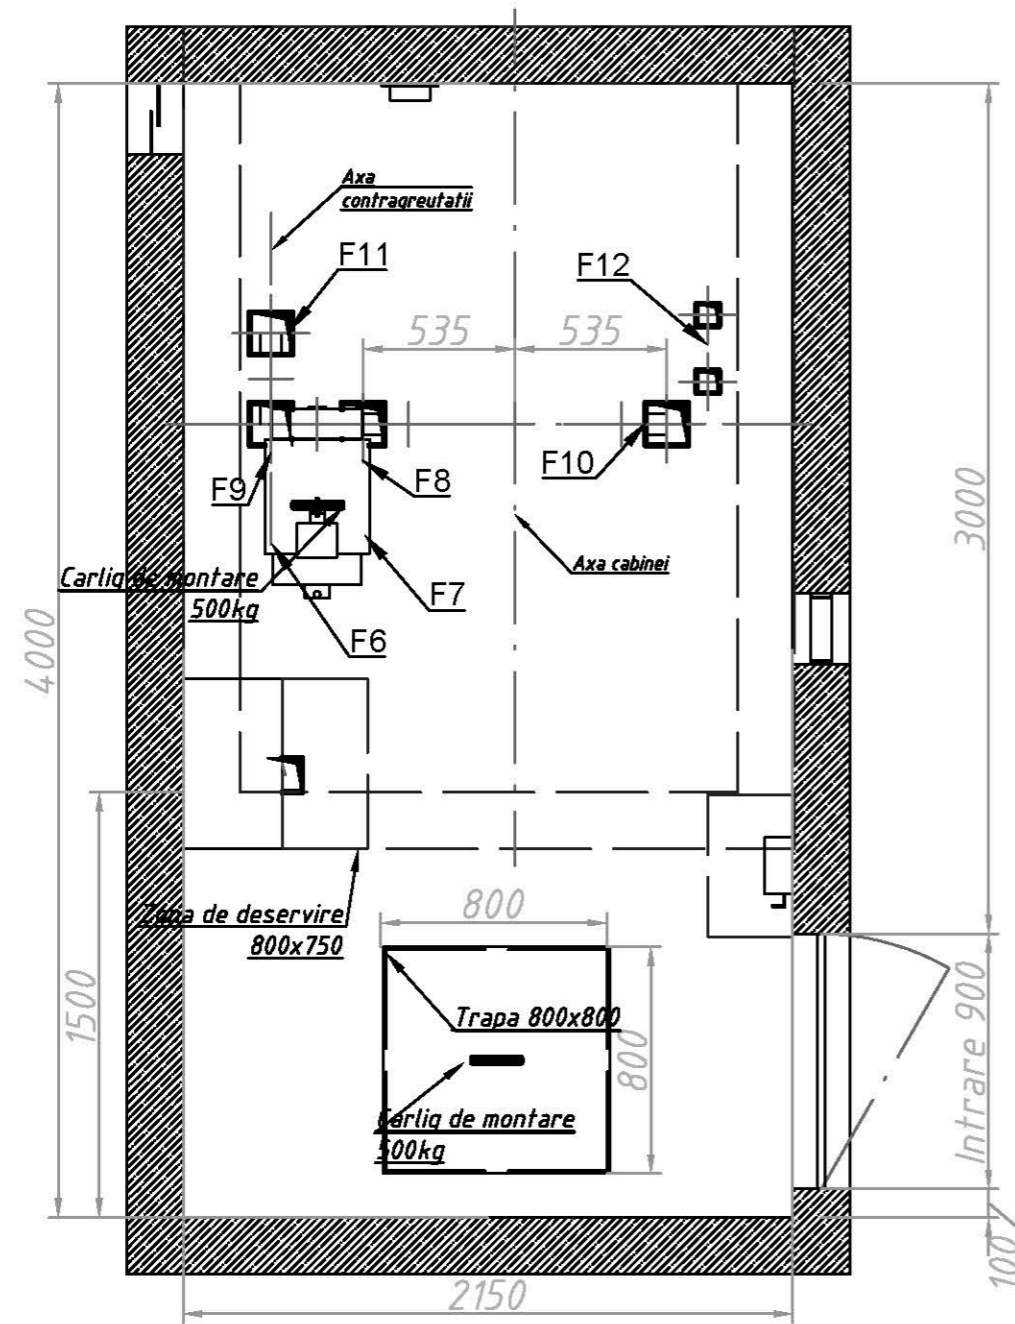 Axa
contragreutatii
F11
F12
535
535
F10
F9
F8
3000
Axa cabinei
Carlig de montare
500kg
F7
F6
4000
Zona de deservire
800x750
800
1500
Trapa 800x800
800
Intrare 900
Carlig de montare
500kg
100
2150